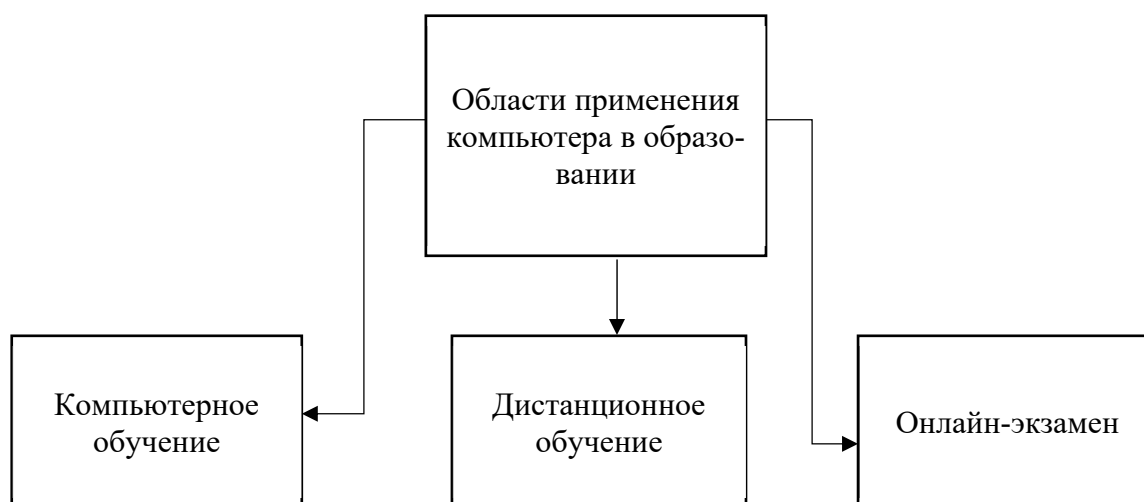 Области применения
компьютера в образо-
вании
Компьютерное
обучение
Дистанционное
обучение
Онлайн-экзамен